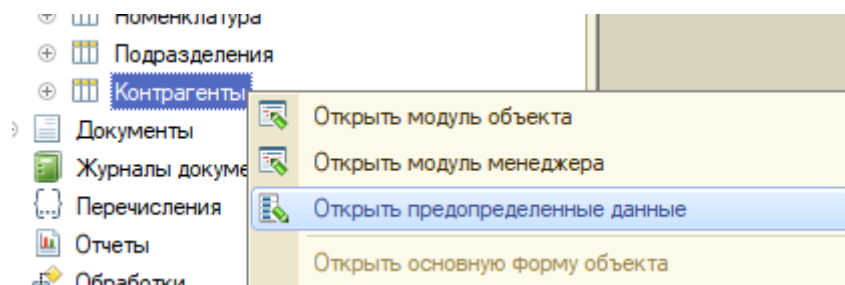 Номенклатура
Подразделения
Контрагенты
Документы
Журналы докуме
Перечисления
Отчеты
Обработки
Открыть модуль объекта
Открыть модуль менеджера
Открыть предопределенные данные
Открыть основную форму объекта